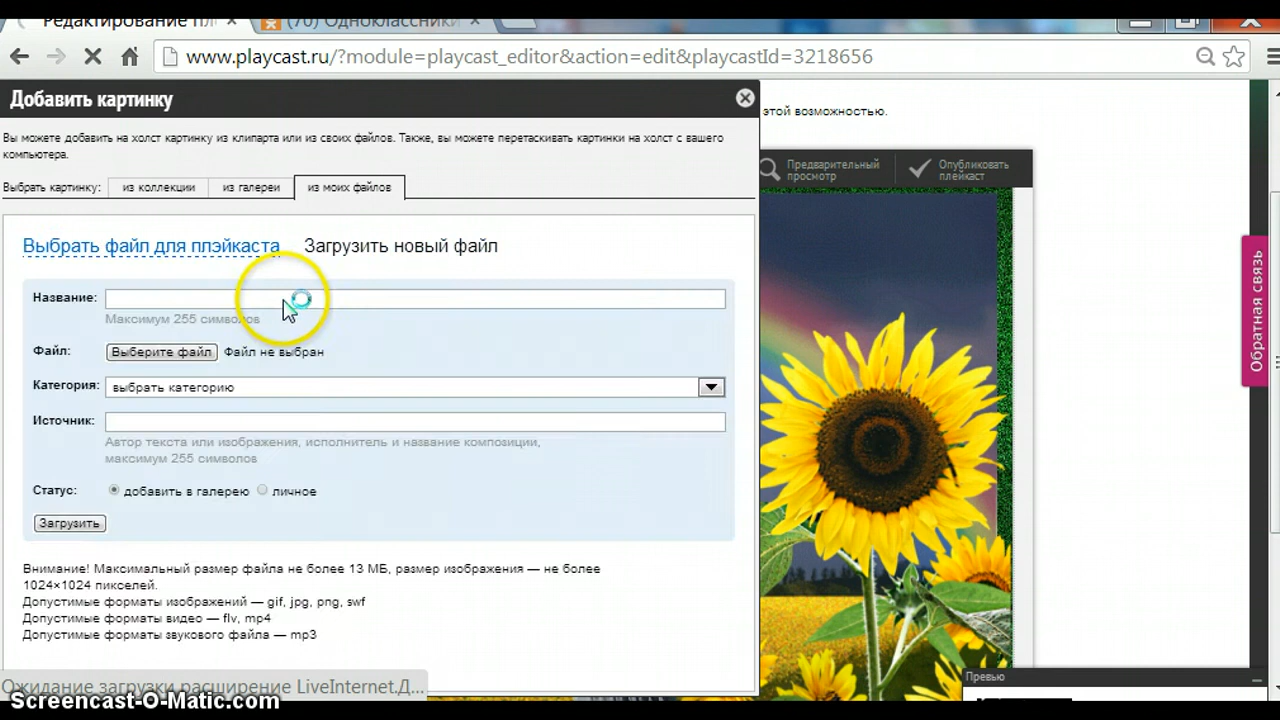 Редактирование пл
(70) Одноклассники
www.playcast.ru/?module=playcast_editor&action=edit&playcastId=3218656
Добавить картинку
этой возможностью.
Вы можете добавить на холст картинку из клипарта или из своих файлов. Также, вы можете перетаскивать картинки на холст с вашего
компьютера.
Предварительный
просмотр
Опубликовать
плейкаст
Выбрать картинку:
из коллекции
из галереи
из моих файлов
Выбрать файл для плэйкаста
Загрузить новый файл
Обратная связь
Название:
Максимум 255 символов
Файл:
Выберите файл
Файл не выбран
Категория:
выбрать категорию
Источник:
Автор текста или изображения, исполнитель и название композиции,
максимум 255 символов
Статус:
добавить в галерею
личное
Загрузить
Внимание! Максимальный размер файла не более 13 МБ, размер изображения — не более
1024×1024 пикселей.
Допустимые форматы изображений — gif, jpg, png, swf
Допустимые форматы видео — flv, mp4
Допустимые форматы звукового файла — mp3
Превью
Ожидание загрузки расширение LiveInternet.Д...
Screencast-O-Matic.com